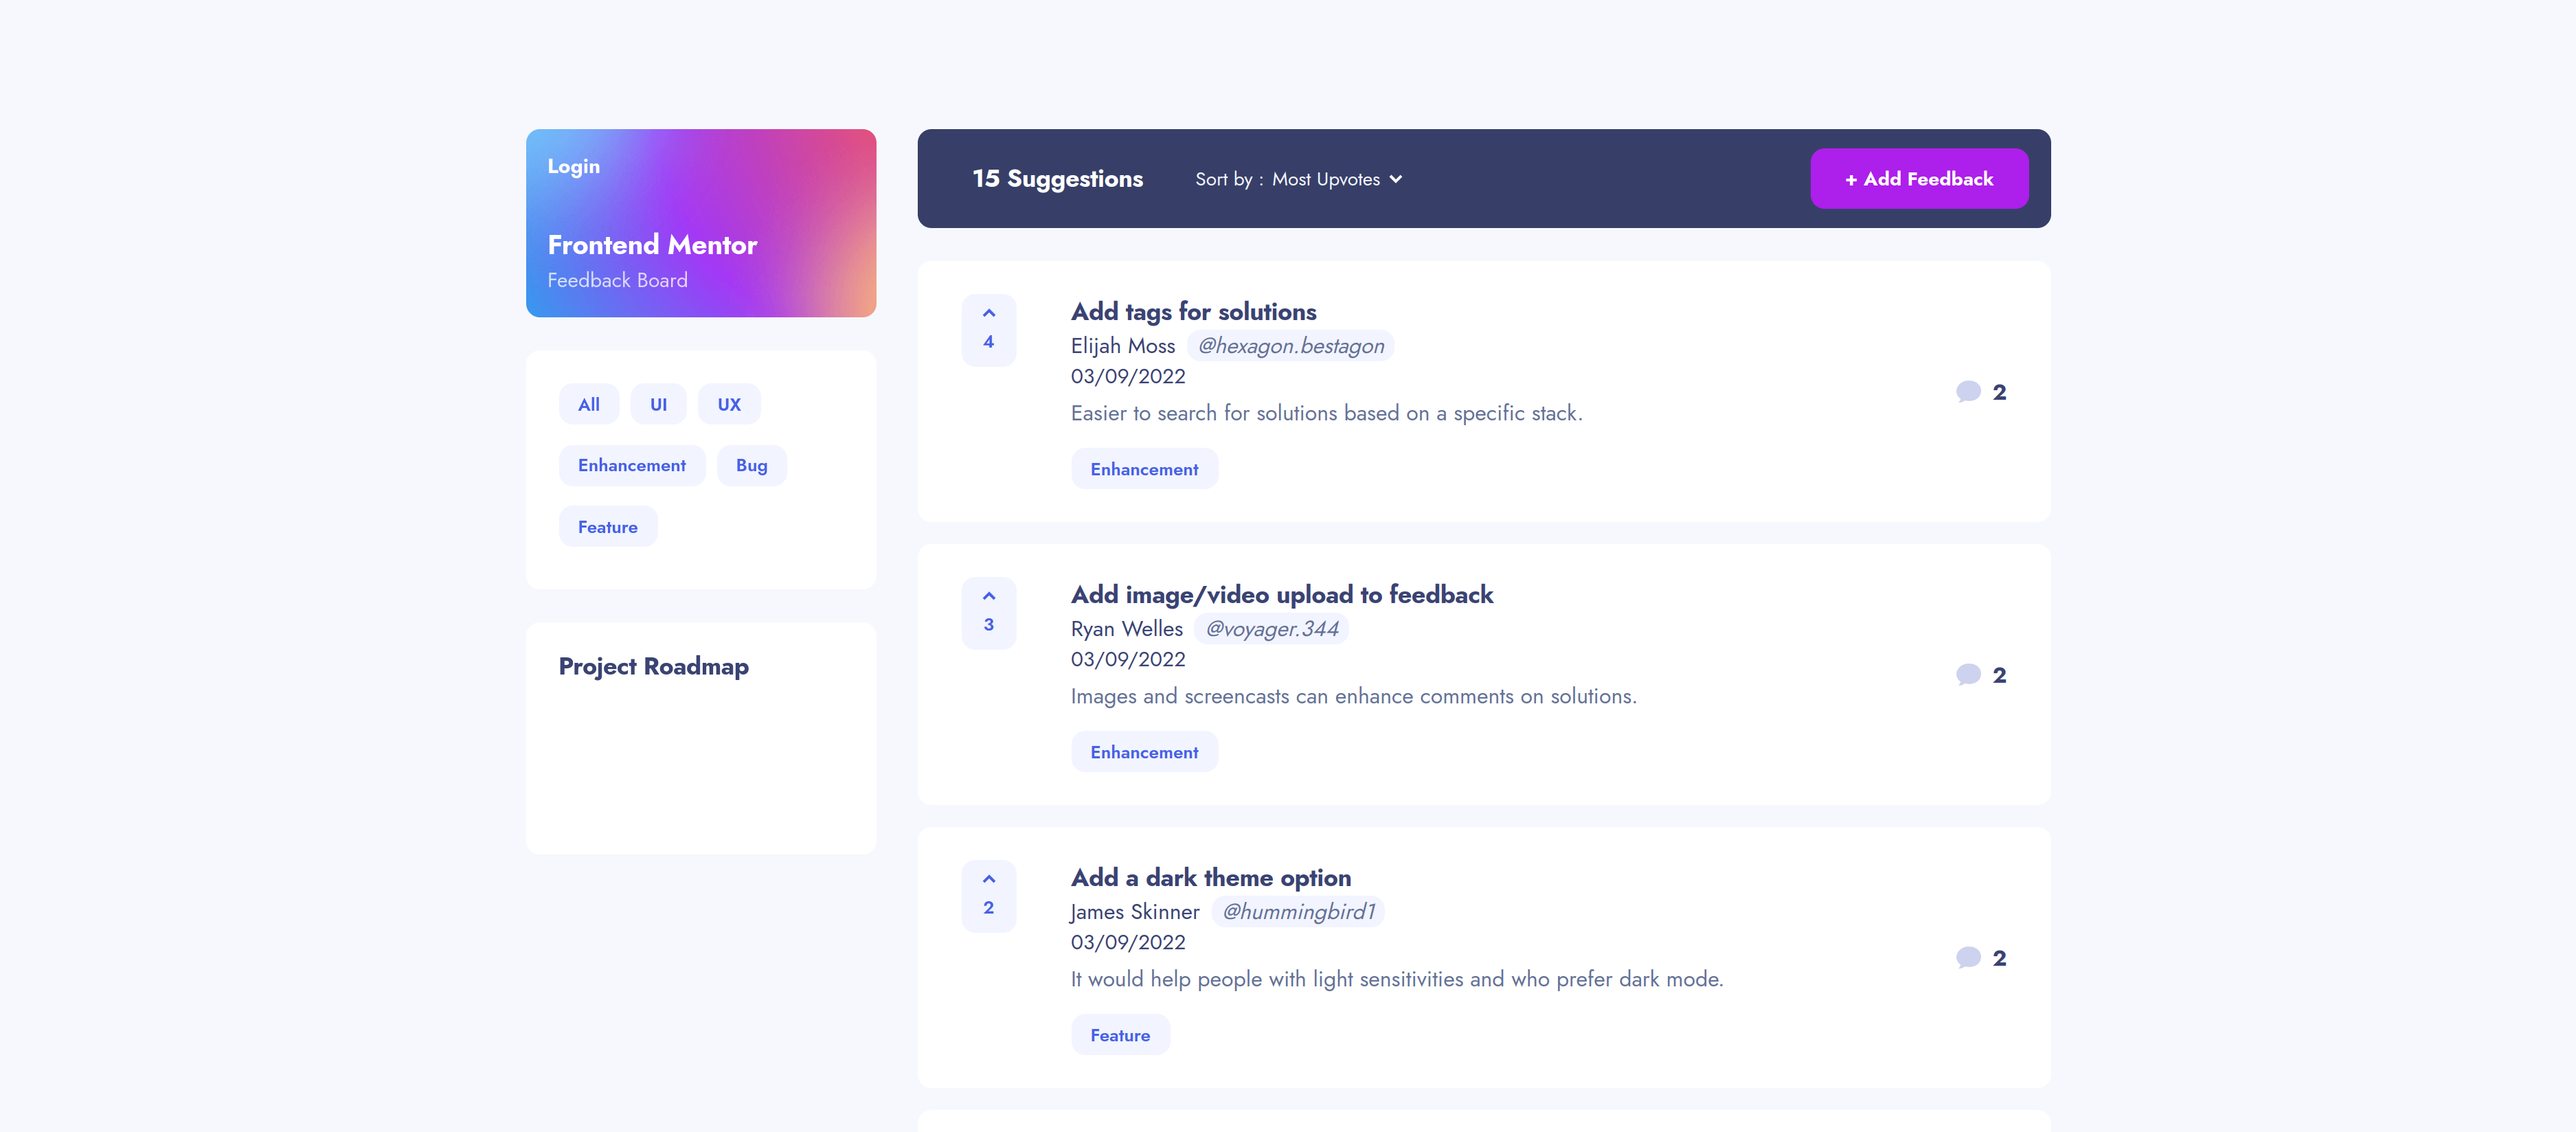 Login
Frontend Mentor
Feedback Board
All UI UX
Enhancement Bug
Feature
Project Roadmap
15 Suggestions Sort by : Most Upvotes + Add Feedback
4
Add tags for solutions
Elijah Moss @hexagon.bestagon
03/09/2022
Easier to search for solutions based on a specific stack.
Enhancement
2
3
Add image/video upload to feedback
Ryan Welles @voyager.344
03/09/2022
Images and screencasts can enhance comments on solutions.
Enhancement
2
2
Add a dark theme option
James Skinner @hummingbird1
03/09/2022
It would help people with light sensitivities and who prefer dark mode.
Feature
2